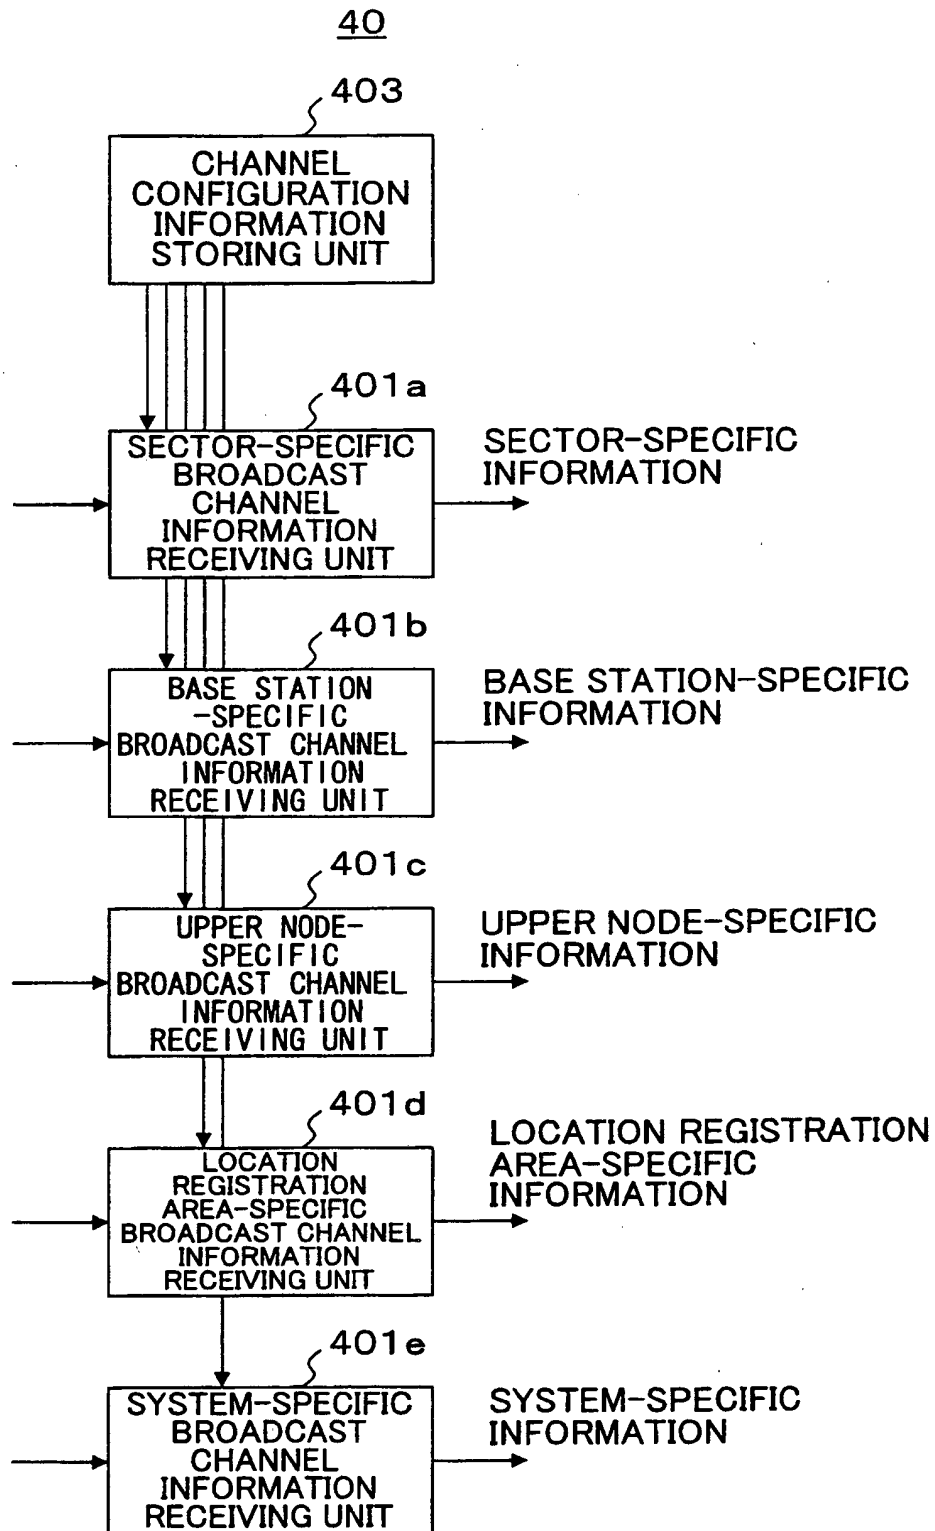 40
403
CHANNEL
CONFIGURATION
INFORMATION
STORING UNIT
401a
SECTOR-SPECIFIC
BROADCAST
CHANNEL
INFORMATION
RECEIVING UNIT
SECTOR-SPECIFIC
INFORMATION
401b
BASE STATION
-SPECIFIC
BROADCAST CHANNEL
INFORMATION
RECEIVING UNIT
BASE STATION-SPECIFIC
INFORMATION
401c
UPPER NODE-
SPECIFIC
BROADCAST CHANNEL
INFORMATION
RECEIVING UNIT
UPPER NODE-SPECIFIC
INFORMATION
401d
LOCATION
REGISTRATION
AREA-SPECIFIC
BROADCAST CHANNEL
INFORMATION
RECEIVING UNIT
LOCATION REGISTRATION
AREA-SPECIFIC
INFORMATION
401e
SYSTEM-SPECIFIC
BROADCAST
CHANNEL
INFORMATION
RECEIVING UNIT
SYSTEM-SPECIFIC
INFORMATION